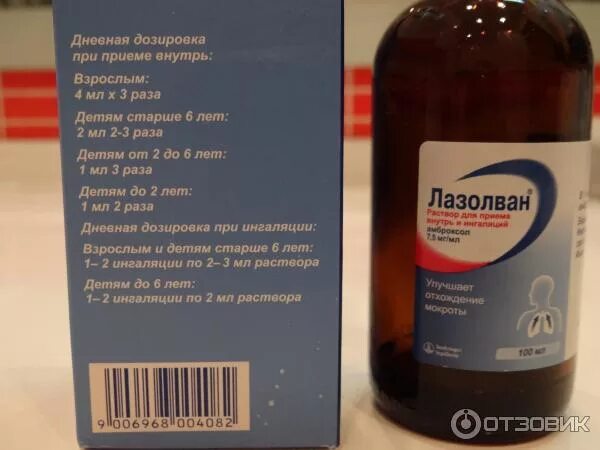 Дневная дозировка
при приеме внутрь:
Взрослым:
4 мл х 3 раза
Детям старше 6 лет:
2 мл 2-3 раза
Детям от 2 до 6 лет:
1 мл 3 раза
Детям до 2 лет:
1 мл 2 раза
Дневная дозировка при ингаляции:
Взрослым и детям старше 6 лет:
1– 2 ингаляции по 2– 3 мл раствора
Детям до 6 лет:
1– 2 ингаляции по 2 мл раствора
9 006968 004082
Лазолван®
Раствор для приема
внутрь и ингаляций
амброксол
7,5 мг/мл
Улучшает
отхождение
мокроты
Boehringer
Ingelheim
100 мл
ОТЗОВИК